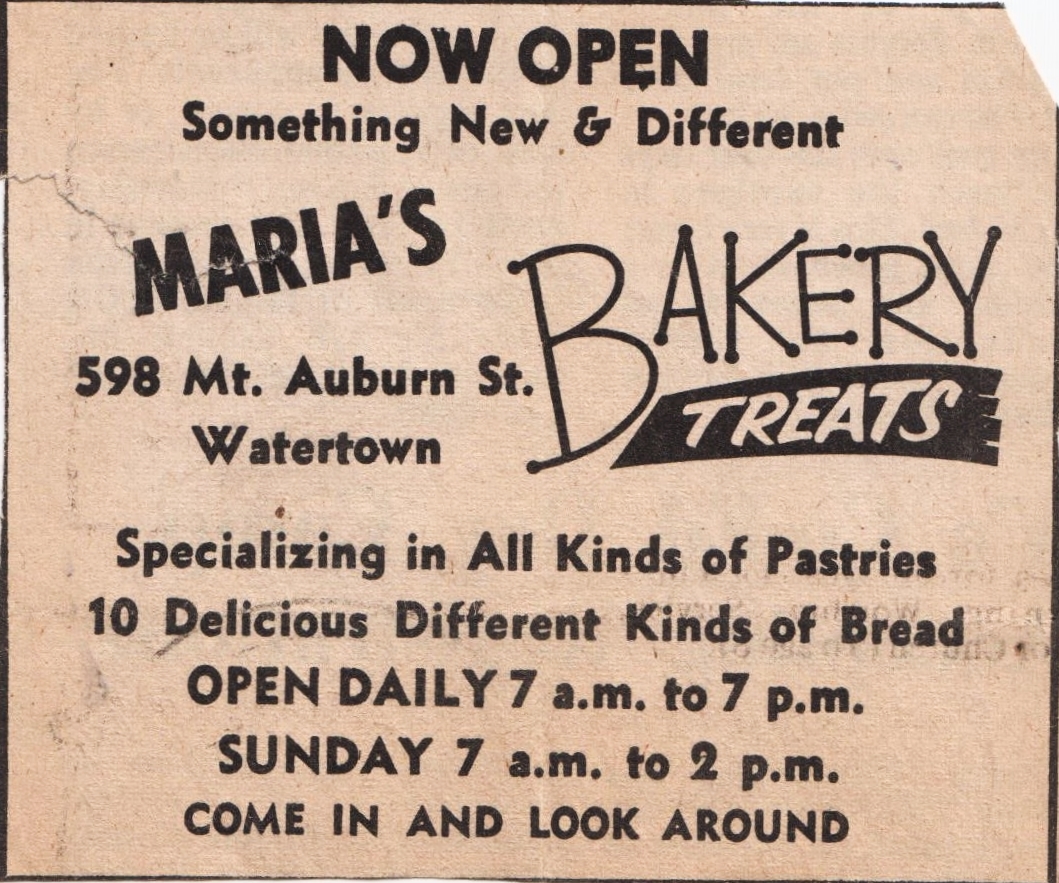 NOW OPEN
Something New & Different
MARIA'S
BAKERY
TREATS
598 Mt. Auburn St.
Watertown
Specializing in All Kinds of Pastries
10 Delicious Different Kinds of Bread
OPEN DAILY 7 a.m. to 7 p.m.
SUNDAY 7 a.m. to 2 p.m.
COME IN AND LOOK AROUND